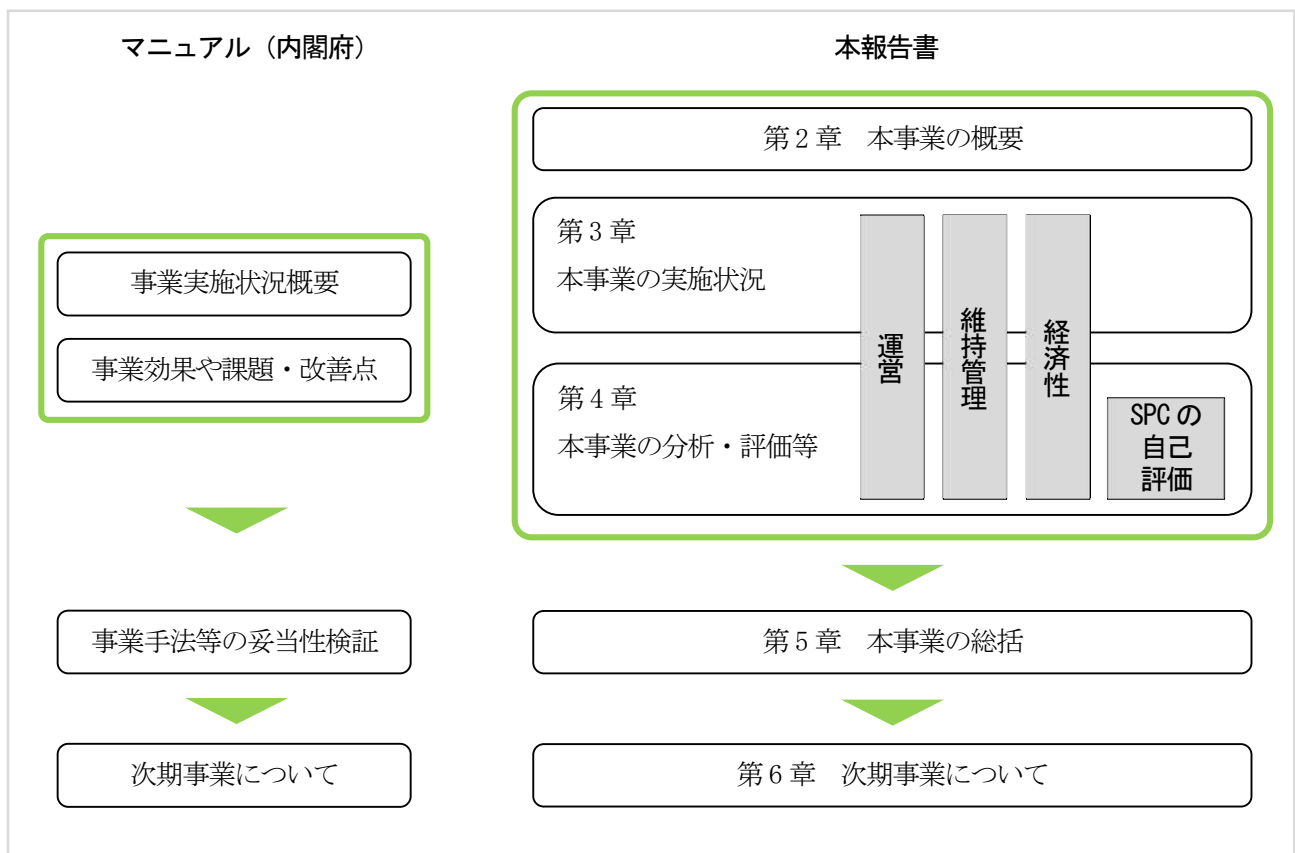 マニュアル（内閣府）
事業実施状況概要
事業効果や課題・改善点
事業手法等の妥当性検証
次期事業について
本報告書
第２章　本事業の概要
第３章
本事業の実施状況
第４章
本事業の分析・評価等
運営
維持管理
経済性
SPCの
自己
評価
第５章　本事業の総括
第６章　次期事業について